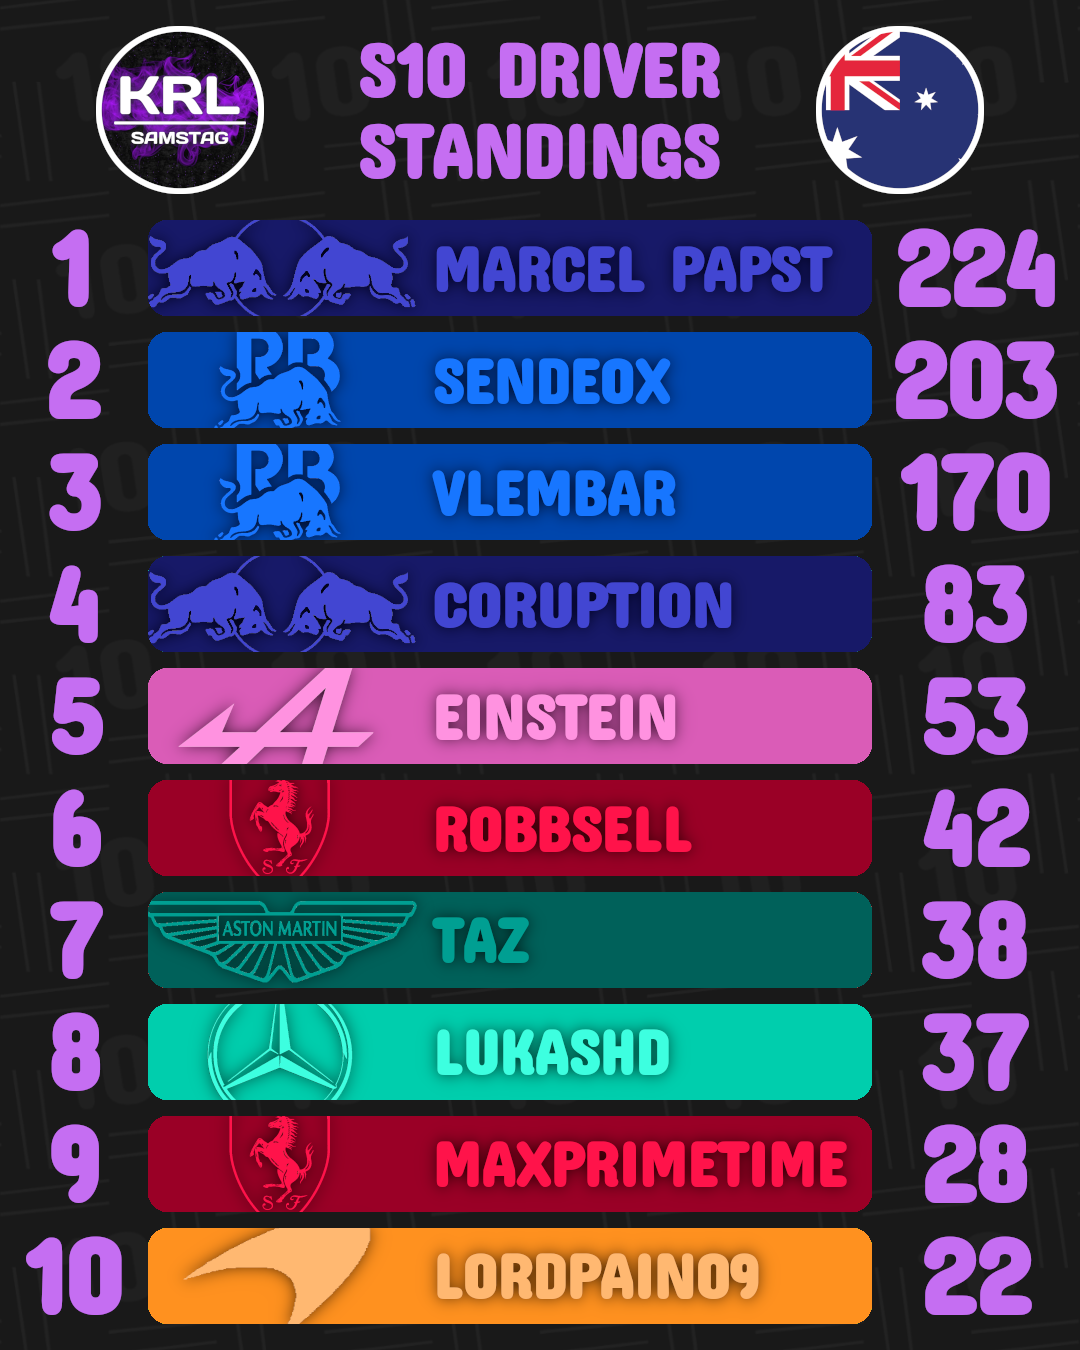 KRL
SAMSTAG
S10 DRIVER
STANDINGS
1 MARCEL PAPST 224
2 RB SENDEOX 203
3 RB VLEMBAR 170
4 CORUPTION 83
5 EINSTEIN 53
6 S F ROBBSELL 42
7 ASTON MARTIN TAZ 38
8 LUKASHD 37
9 S F MAXPRIMETIME 28
10 LORDPAIN09 22